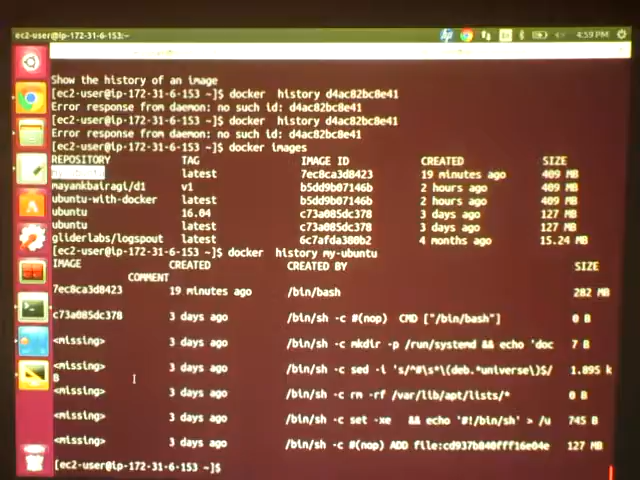 ec2-user@ip-172-31-6-153:~
4:59 PM
Show the history of an image
[ec2-user@ip-172-31-6-153 ~]$ docker  history d4ac82bc8e41
Error response from daemon: no such id: d4ac82bc8e41
[ec2-user@ip-172-31-6-153 ~]$ docker  history d4ac82bc8e41
Error response from daemon: no such id: d4ac82bc8e41
[ec2-user@ip-172-31-6-153 ~]$ docker images
REPOSITORY TAG IMAGE ID CREATED SIZE
my-ubuntu latest 7ec8ca3d8423 19 minutes ago 409 MB
mayankbairagi/d1 v1 b5dd9b07146b 2 hours ago 409 MB
ubuntu-with-docker latest b5dd9b07146b 2 hours ago 409 MB
ubuntu 16.04 c73a085dc378 3 days ago 127 MB
ubuntu latest c73a085dc378 3 days ago 127 MB
gliderlabs/logspout latest 6c7afda380b2 4 months ago 15.24 MB
[ec2-user@ip-172-31-6-153 ~]$ docker  history my-ubuntu
IMAGE CREATED CREATED BY SIZE
COMMENT
7ec8ca3d8423 19 minutes ago /bin/bash 282 MB
c73a085dc378 3 days ago /bin/sh -c #(nop)  CMD ["/bin/bash"] 0 B
<missing> 3 days ago /bin/sh -c mkdir -p /run/systemd && echo 'doc 7 B
<missing> 3 days ago /bin/sh -c sed -i 's/^#\s*\(deb.*universe\)$/ 1.895 k
B
<missing> 3 days ago /bin/sh -c rm -rf /var/lib/apt/lists/* 0 B
<missing> 3 days ago /bin/sh -c set -xe   && echo '#!/bin/sh' > /u 745 B
<missing> 3 days ago /bin/sh -c #(nop) ADD file:cd937b840fff16e04e 127 MB
[ec2-user@ip-172-31-6-153 ~]$